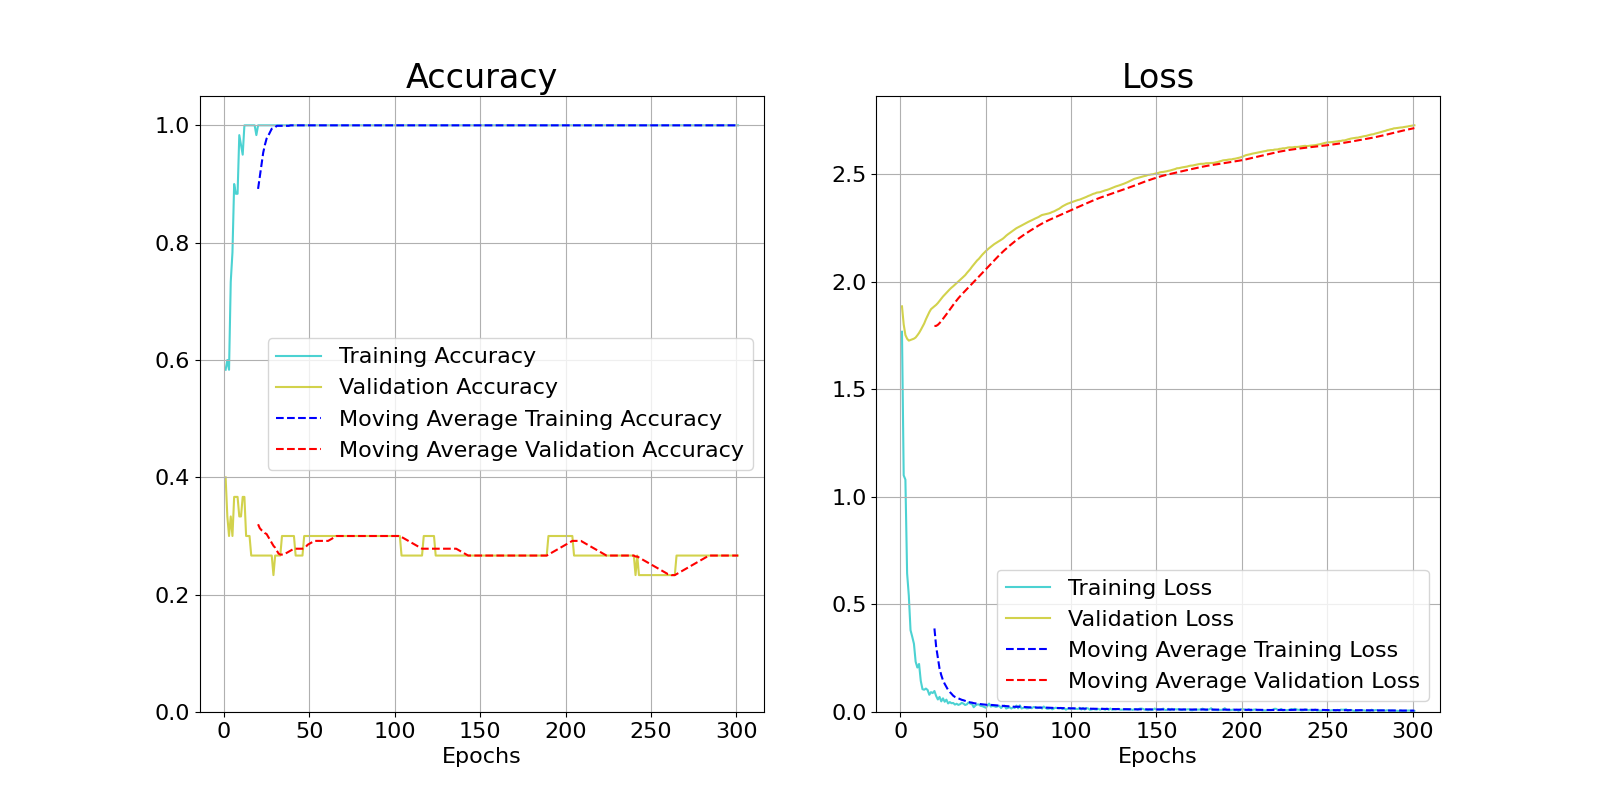 Accuracy
1.0
0.8
0.6
0.4
0.2
0.0
0 50 100 150 200 250 300
Epochs
Training Accuracy
Validation Accuracy
Moving Average Training Accuracy
Moving Average Validation Accuracy
Loss
2.5
2.0
1.5
1.0
0.5
0.0
0 50 100 150 200 250 300
Epochs
Training Loss
Validation Loss
Moving Average Training Loss
Moving Average Validation Loss